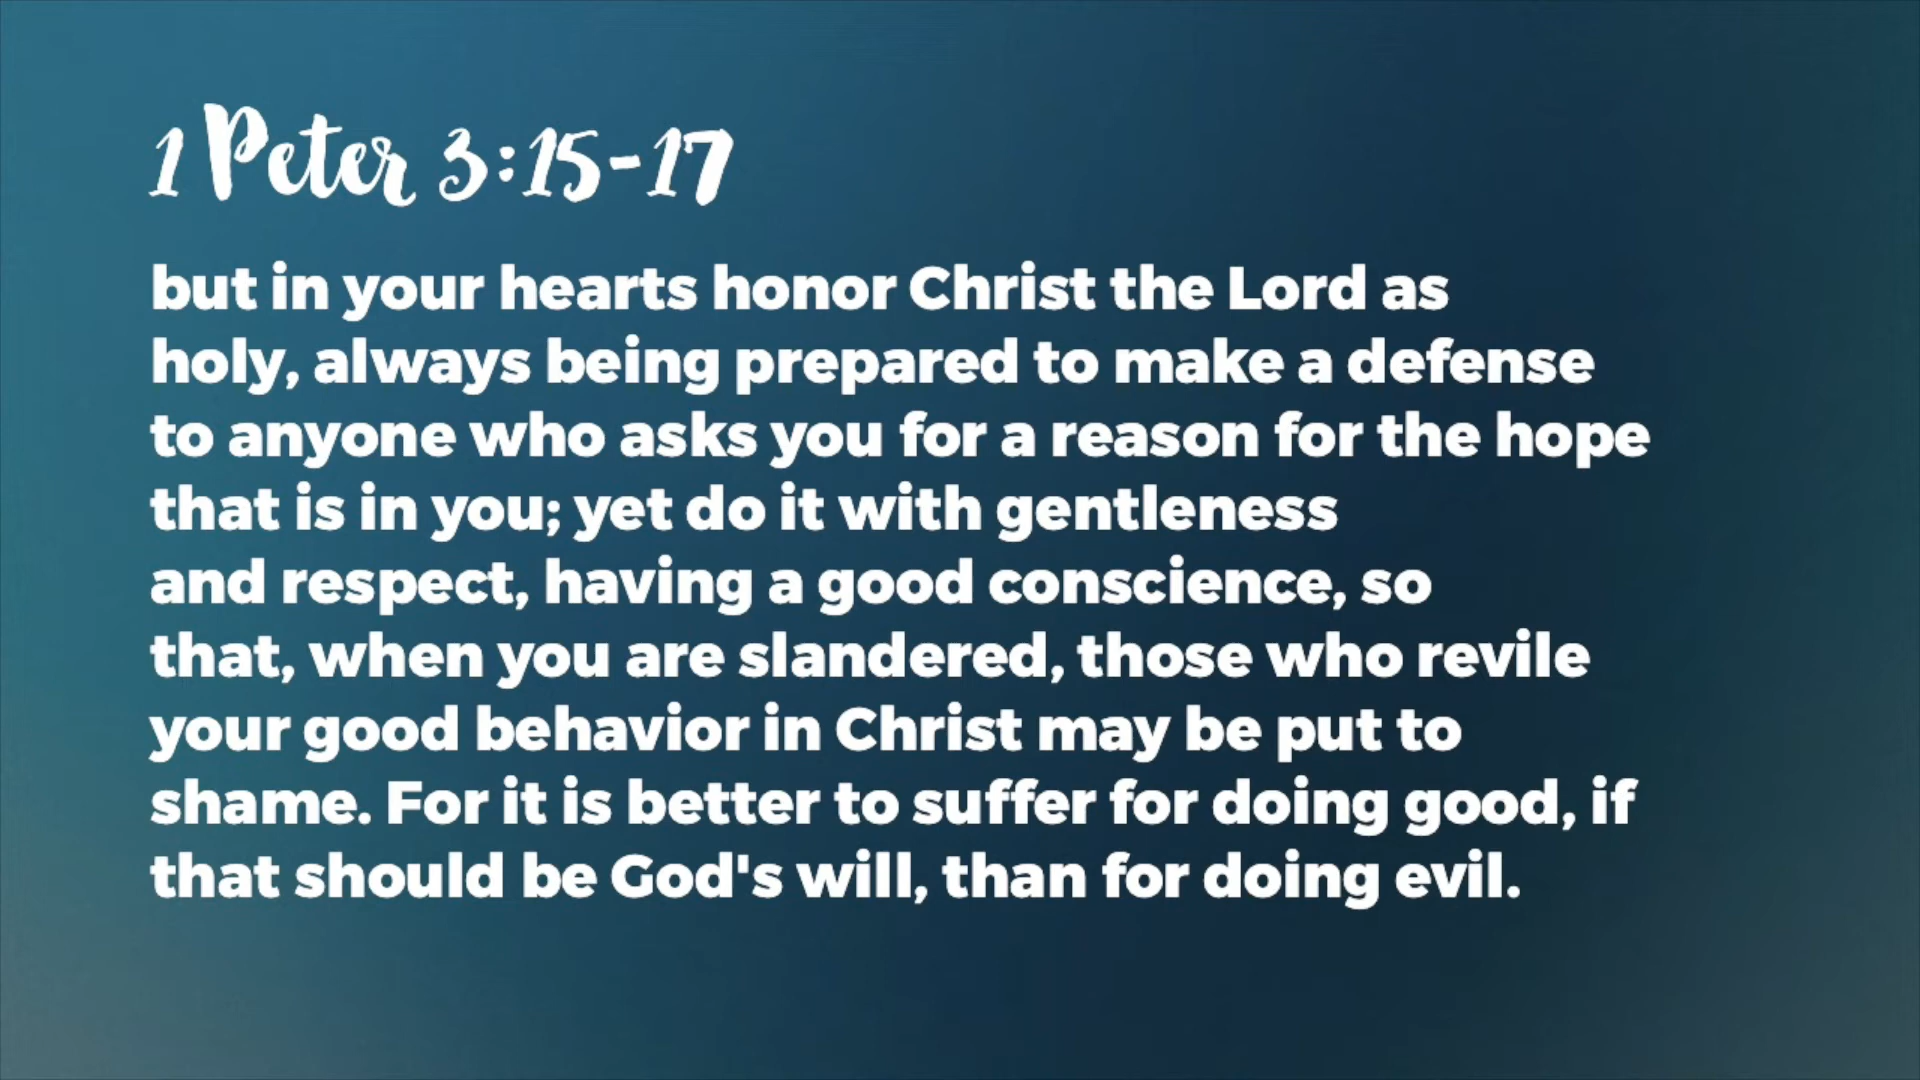 1 Peter 3:15-17
but in your hearts honor Christ the Lord as
holy, always being prepared to make a defense
to anyone who asks you for a reason for the hope
that is in you; yet do it with gentleness
and respect, having a good conscience, so
that, when you are slandered, those who revile
your good behavior in Christ may be put to
shame. For it is better to suffer for doing good, if
that should be God's will, than for doing evil.